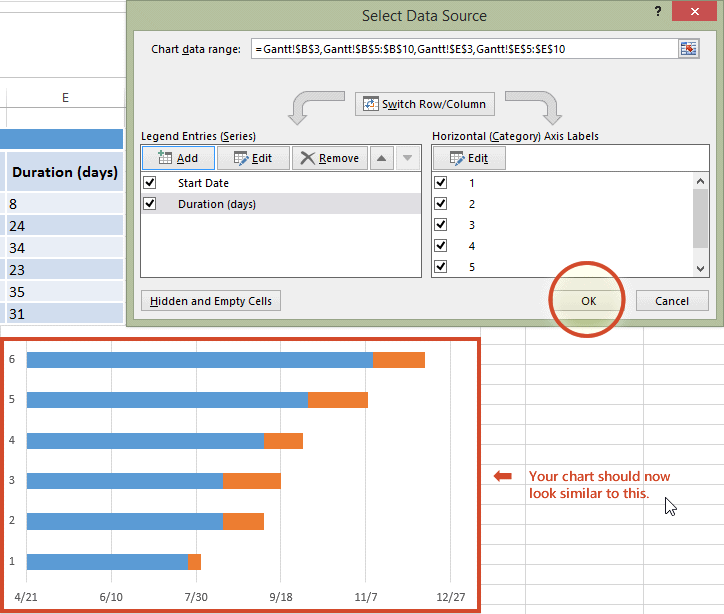 Select Data Source
?
Chart data range: =Gantt!$B$3,Gantt!$B$5:$B$10,Gantt!$E$3,Gantt!$E$5:$E$10
E
Switch Row/Column
Legend Entries (Series)
Horizontal (Category) Axis Labels
Add Edit Remove
Edit
Duration (days)
8
24
34
23
35
31
Start Date
Duration (days)
1
2
3
4
5
Hidden and Empty Cells
OK
Cancel
6
5
4
3
2
1
4/21 6/10 7/30 9/18 11/7 12/27
Your chart should now
look similar to this.